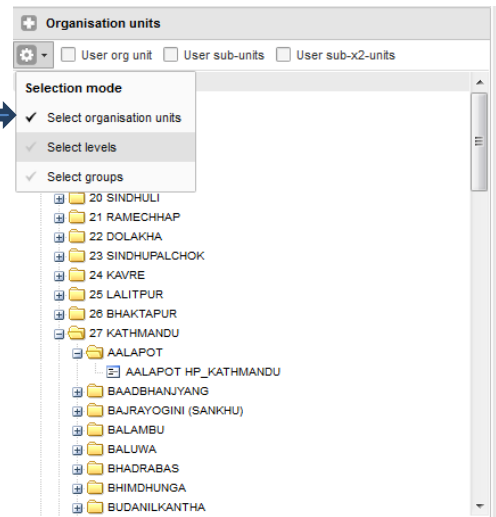 Organisation units
User org unit User sub-units User sub-x2-units
Selection mode
Select organisation units
Select levels
Select groups
20 SINDHULI
21 RAMECHHAP
22 DOLAKHA
23 SINDHUPALCHOK
24 KAVRE
25 LALITPUR
26 BHAKTAPUR
27 KATHMANDU
AALAPOT
AALAPOT HP_KATHMANDU
BAADBHANJYANG
BAJRAYOGINI (SANKHU)
BALAMBU
BALUWA
BHADRABAS
BHIMDHUNGA
BUDANILKANTHA